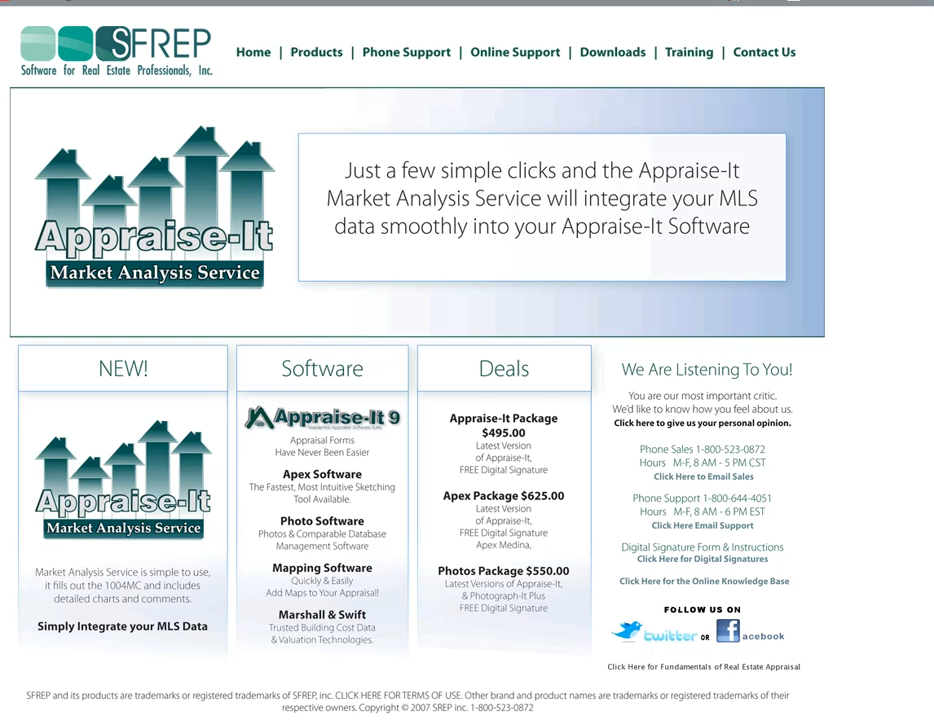 SFREP
Software for Real Estate Professionals, Inc.
Home | Products | Phone Support | Online Support | Downloads | Training | Contact Us
Appraise-It
Market Analysis Service
Just a few simple clicks and the Appraise-It
Market Analysis Service will integrate your MLS
data smoothly into your Appraise-It Software
NEW!
Appraise-It
Market Analysis Service
Market Analysis Service is simple to use,
it fills out the 1004MC and includes
detailed charts and comments.
Simply Integrate your MLS Data
Software
Appraise-It 9
Residential Appraiser Software Suite
Appraisal Forms
Have Never Been Easier
Apex Software
The Fastest, Most Intuitive Sketching
Tool Available.
Photo Software
Photos & Comparable Database
Management Software
Mapping Software
Quickly & Easily
Add Maps to Your Appraisal!
Marshall & Swift
Trusted Building Cost Data
& Valuation Technologies.
Deals
Appraise-It Package
$495.00
Latest Version
of Appraise-It,
FREE Digital Signature
Apex Package $625.00
Latest Version
of Appraise-It,
FREE Digital Signature
Apex Medina,
Photos Package $550.00
Latest Versions of Appraise-It,
& Photograph-It Plus
FREE Digital Signature
We Are Listening To You!
You are our most important critic.
We'd like to know how you feel about us.
Click here to give us your personal opinion.
Phone Sales 1-800-523-0872
Hours M-F, 8 AM - 5 PM CST
Click Here to Email Sales
Phone Support 1-800-644-4051
Hours M-F, 8 AM - 6 PM EST
Click Here Email Support
Digital Signature Form & Instructions
Click Here for Digital Signatures
Click Here for the Online Knowledge Base
FOLLOW US ON
twitter OR facebook
Click Here for Fundamentals of Real Estate Appraisal
SFREP and its products are trademarks or registered trademarks of SFREP, inc. CLICK HERE FOR TERMS OF USE. Other brand and product names are trademarks or registered trademarks of their
respective owners. Copyright © 2007 SREP inc. 1-800-523-0872